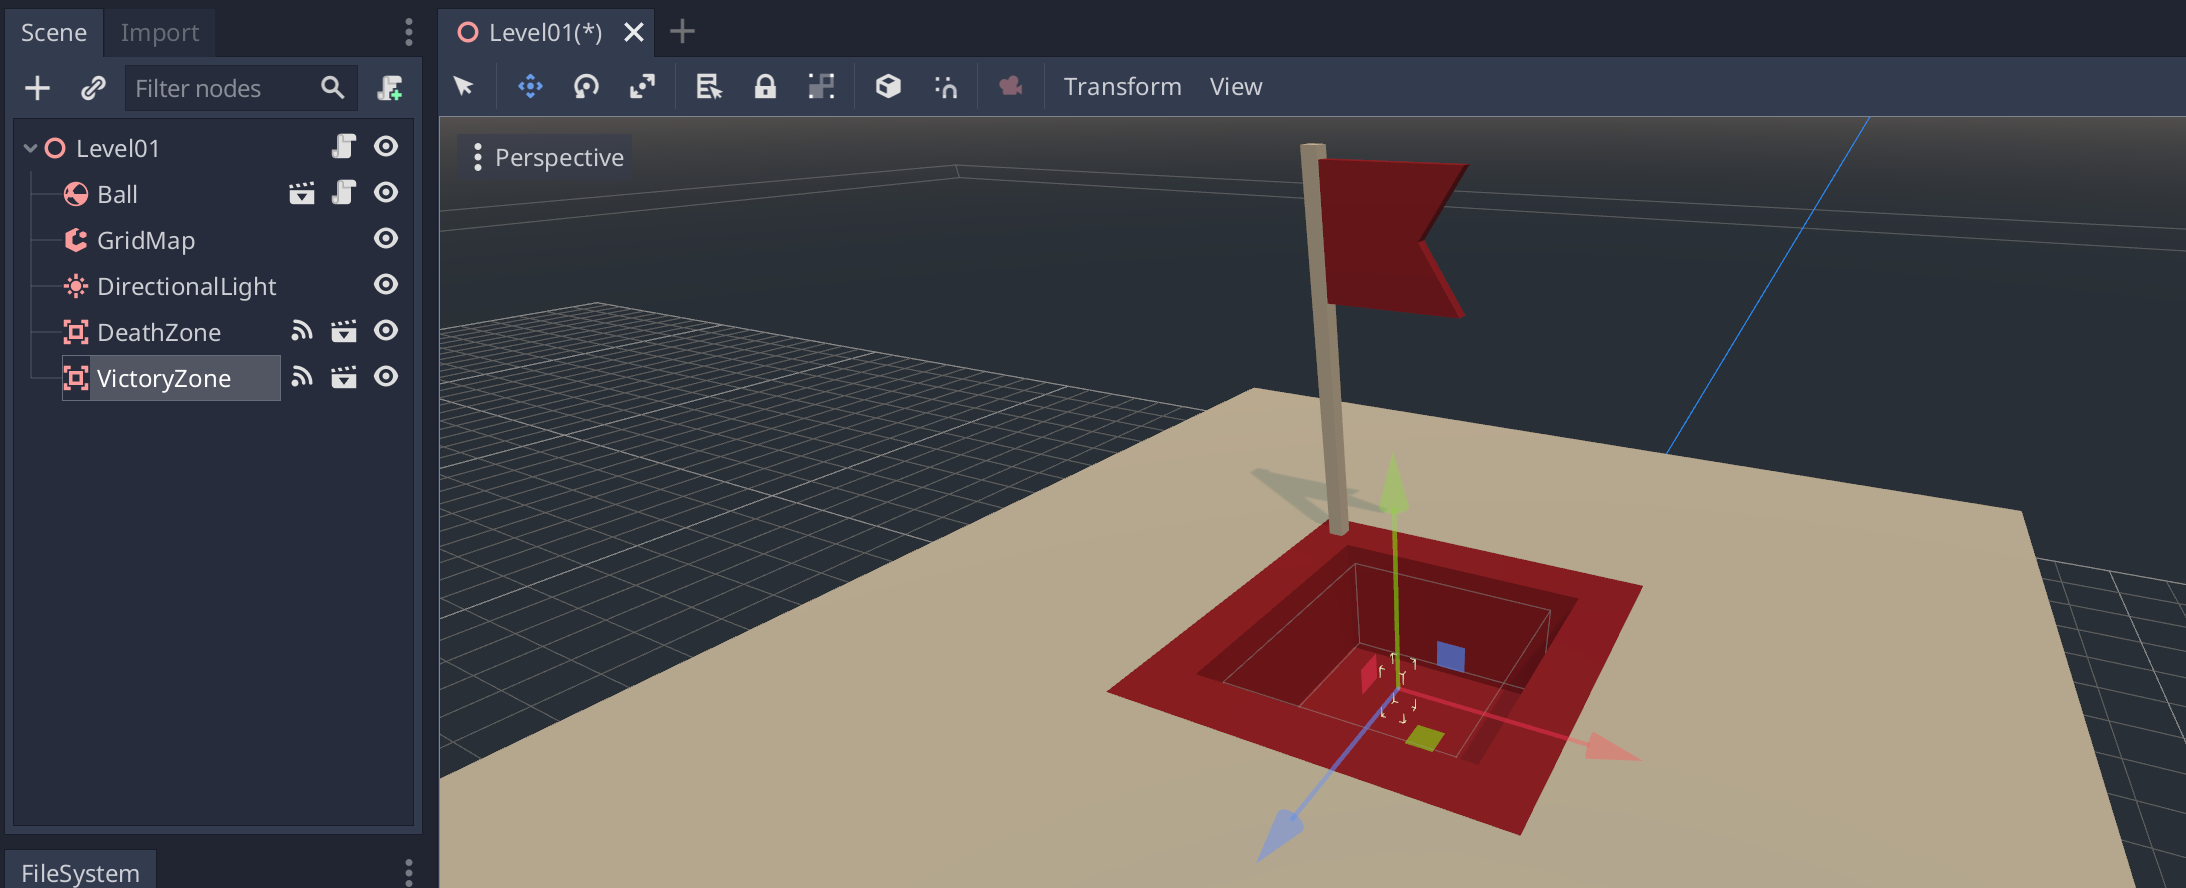 Scene Import
Level01(*)
Filter nodes
Transform View
Level01
Perspective
Ball
GridMap
DirectionalLight
DeathZone
VictoryZone
FileSystem